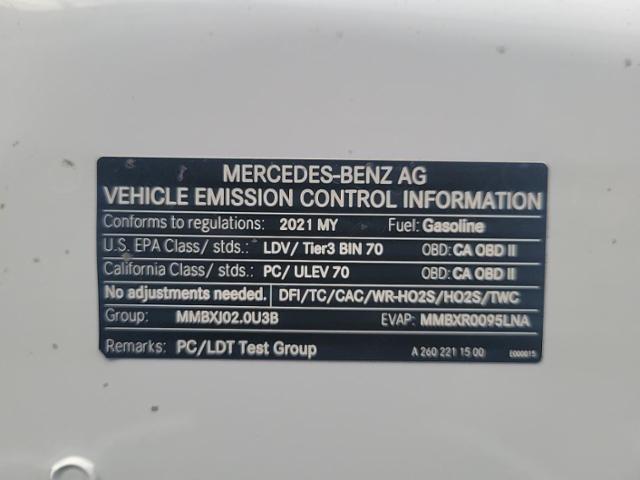 MERCEDES-BENZ AG
VEHICLE EMISSION CONTROL INFORMATION
Conforms to regulations: 2021 MY Fuel: Gasoline
U.S. EPA Class/ stds.: LDV/ Tier3 BIN 70 OBD: CA OBD II
California Class/ stds.: PC/ ULEV 70 OBD: CA OBD II
No adjustments needed. DFI/TC/CAC/WR-HO2S/HO2S/TWC
Group: MMBXJ02.0U3B EVAP: MMBXR0095LNA
Remarks: PC/LDT Test Group A 260 221 15 00 E000015